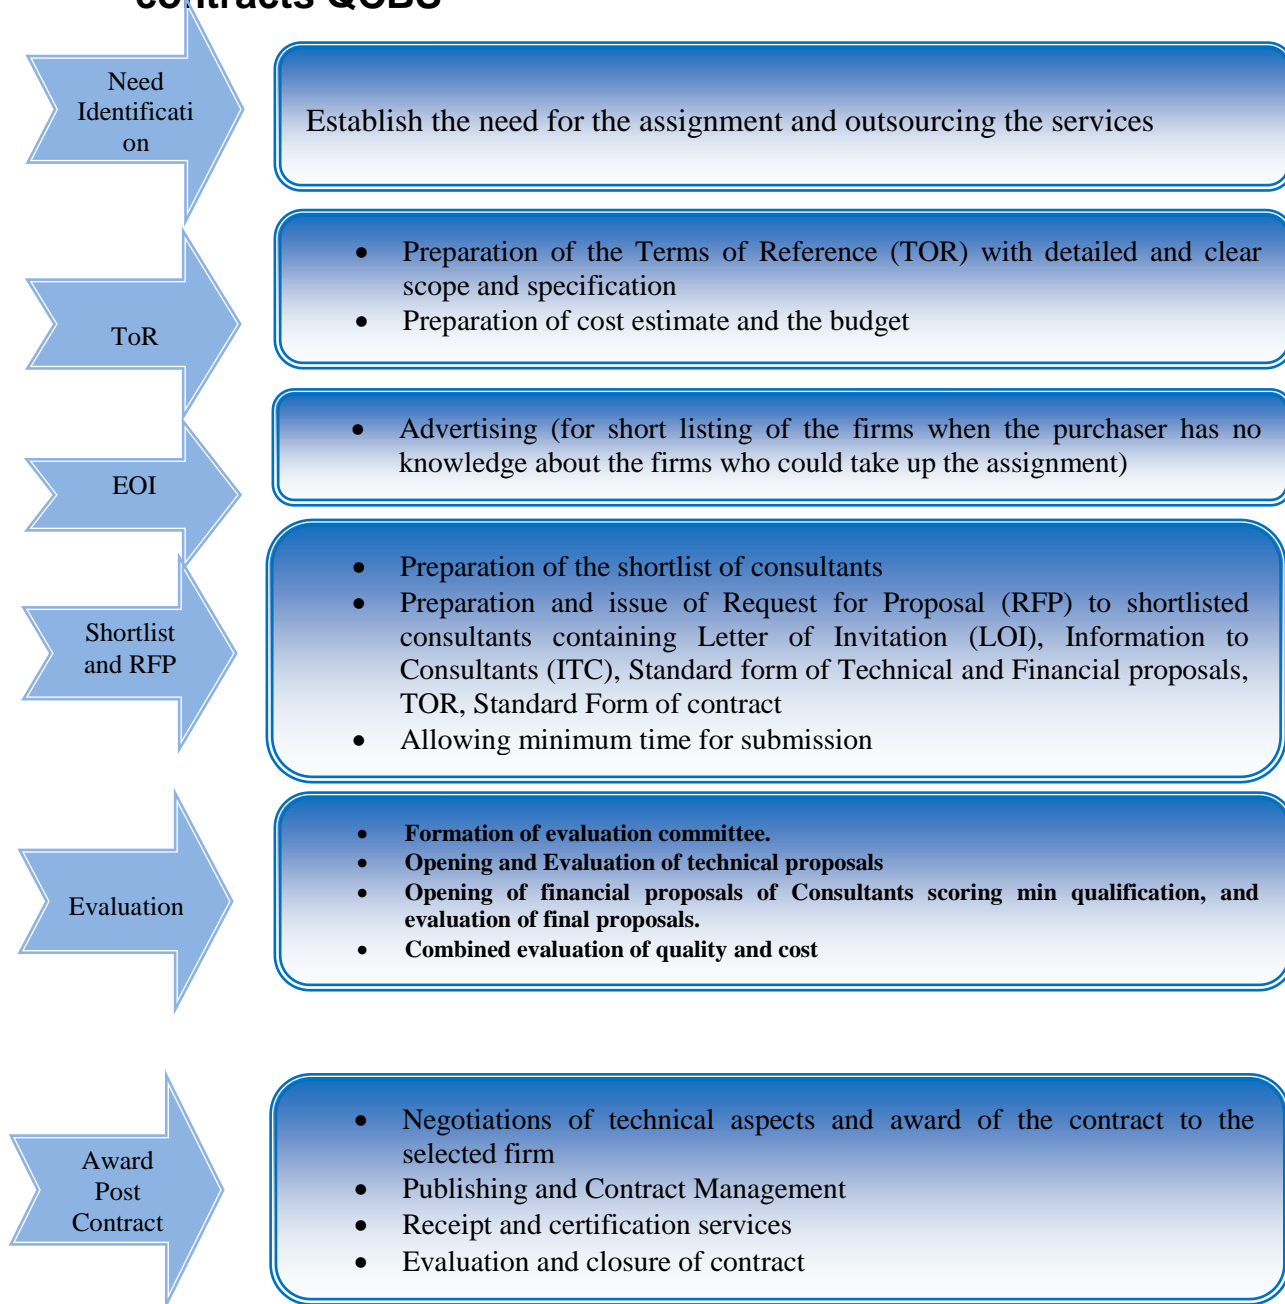 contracts QCBS
Need
Identificati
on
Establish the need for the assignment and outsourcing the services
ToR
• Preparation of the Terms of Reference (TOR) with detailed and clear
scope and specification
• Preparation of cost estimate and the budget
EOI
• Advertising (for short listing of the firms when the purchaser has no
knowledge about the firms who could take up the assignment)
Shortlist
and RFP
• Preparation of the shortlist of consultants
• Preparation and issue of Request for Proposal (RFP) to shortlisted
consultants containing Letter of Invitation (LOI), Information to
Consultants (ITC), Standard form of Technical and Financial proposals,
TOR, Standard Form of contract
• Allowing minimum time for submission
Evaluation
• Formation of evaluation committee.
• Opening and Evaluation of technical proposals
• Opening of financial proposals of Consultants scoring min qualification, and
evaluation of final proposals.
• Combined evaluation of quality and cost
Award
Post
Contract
• Negotiations of technical aspects and award of the contract to the
selected firm
• Publishing and Contract Management
• Receipt and certification services
• Evaluation and closure of contract